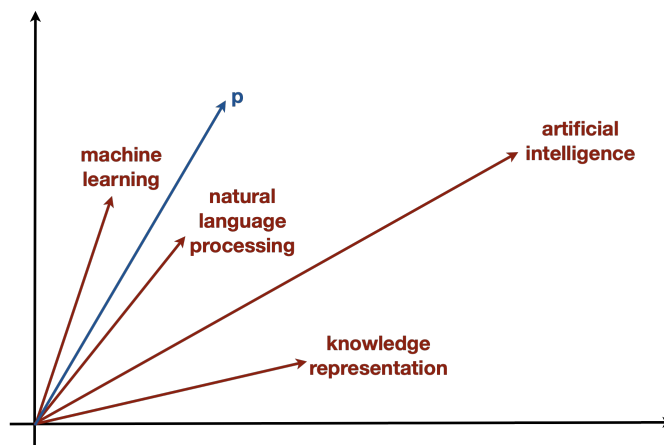 p
machine
learning
natural
language
processing
artificial
intelligence
knowledge
representation